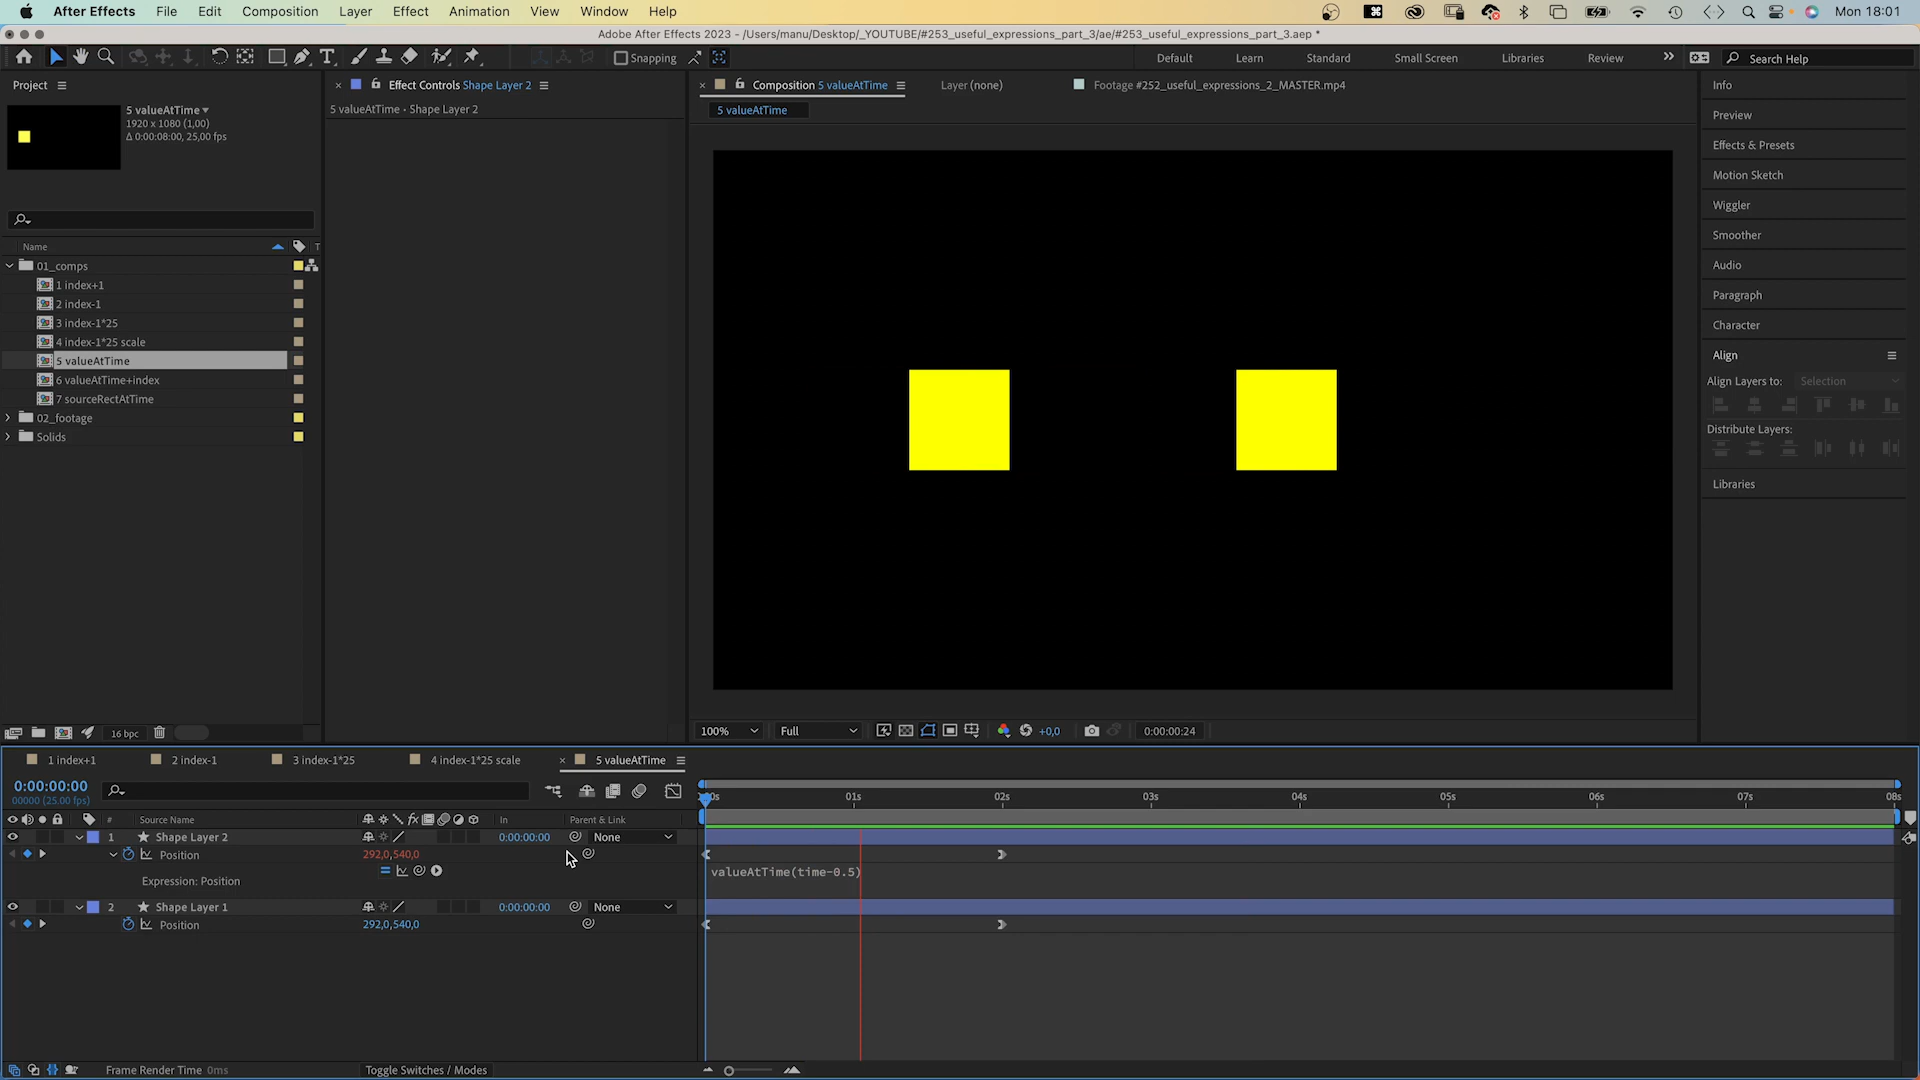 After Effects File Edit Composition Layer Effect Animation View Window Help Mon 18:01
Adobe After Effects 2023 - /Users/manu/Desktop/_YOUTUBE/#253_useful_expressions_part_3/ae/#253_useful_expressions_part_3.aep *
Snapping Default Learn Standard Small Screen Libraries Review Search Help
Project
5 valueAtTime
1920 x 1080 (1,00)
Δ 0:00:08:00, 25,00 fps
Name T
01_comps
1 index+1
2 index-1
3 index-1*25
4 index-1*25 scale
5 valueAtTime
6 valueAtTime+index
7 sourceRectAtTime
02_footage
Solids
16 bpc
Effect Controls Shape Layer 2
5 valueAtTime • Shape Layer 2
Composition 5 valueAtTime Layer (none) Footage #252_useful_expressions_2_MASTER.mp4
5 valueAtTime
100% Full +0,0 0:00:00:24
Info
Preview
Effects & Presets
Motion Sketch
Wiggler
Smoother
Audio
Paragraph
Character
Align
Align Layers to: Selection
Distribute Layers:
Libraries
1 index+1 2 index-1 3 index-1*25 4 index-1*25 scale 5 valueAtTime
0:00:00:00
00000 (25.00 fps)
01s 02s 03s 04s 05s 06s 07s 08s
# Source Name fx In Parent & Link
1 Shape Layer 2 0:00:00:00 None
Position 292,0,540,0
Expression: Position valueAtTime(time-0.5)
2 Shape Layer 1 0:00:00:00 None
Position 292,0,540,0
Frame Render Time 0ms Toggle Switches / Modes